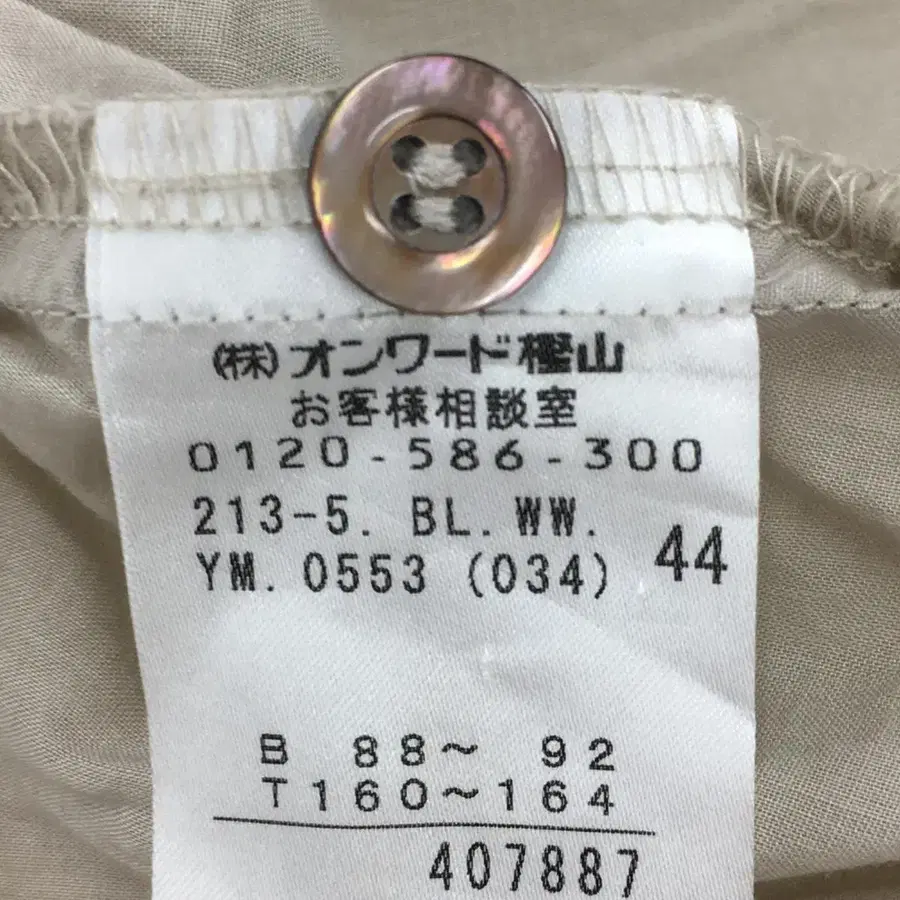 (株)オンワード樫山
お客様相談室
0120-586-300
213-5. BL.WW.
YM. 0553 (034) 44
B 88～ 92
T160～164
407887